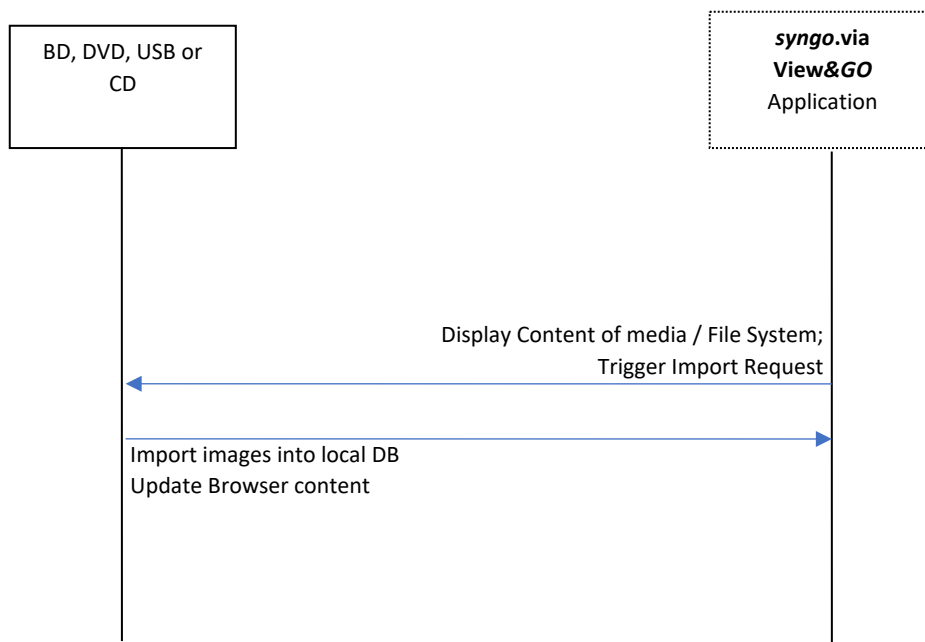 BD, DVD, USB or
CD
syngo.via
View&GO
Application
Display Content of media / File System;
Trigger Import Request
Import images into local DB
Update Browser content